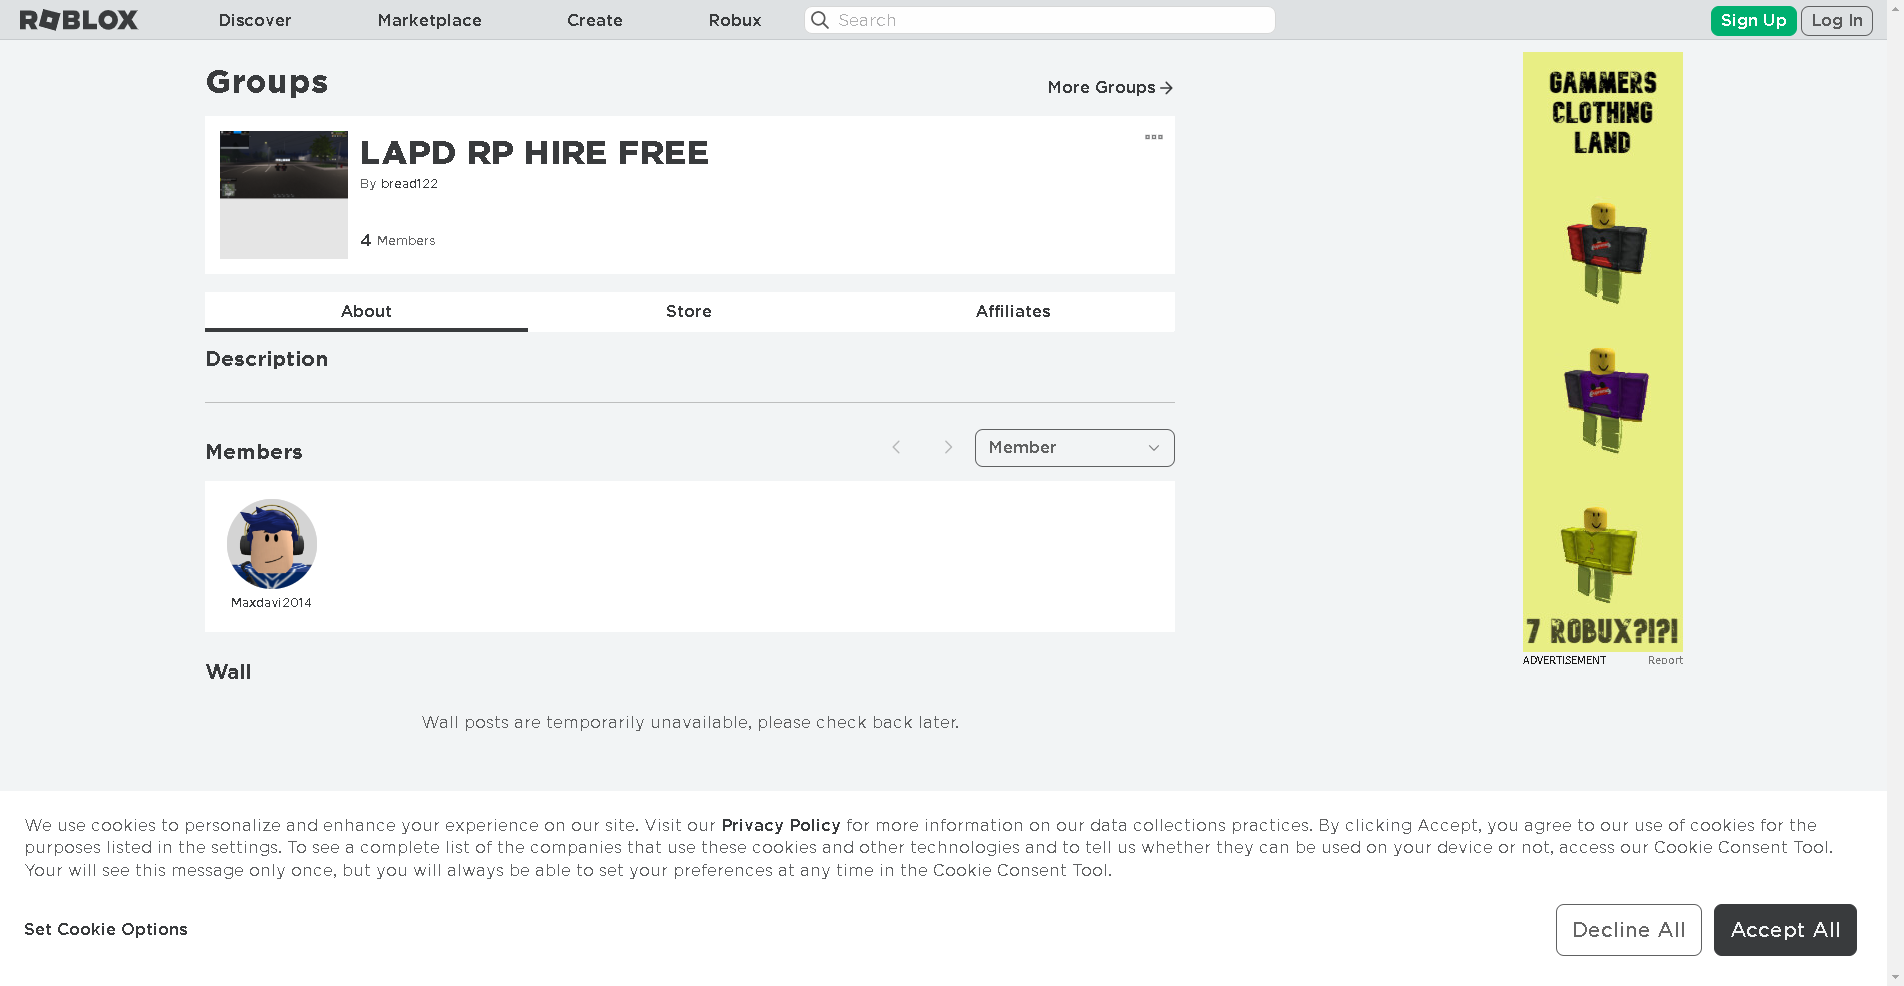 ROBLOX
Discover
Marketplace
Create
Robux
Search
Sign Up
Log In
Groups
More Groups
LAPD RP HIRE FREE
By bread122
4 Members
About
Store
Affiliates
Description
Members
Member
Maxdavi2014
Wall
Wall posts are temporarily unavailable, please check back later.
GAMMERS
CLOTHING
LAND
7 ROBUX?!?!
ADVERTISEMENT
Report
We use cookies to personalize and enhance your experience on our site. Visit our Privacy Policy for more information on our data collections practices. By clicking Accept, you agree to our use of cookies for the
purposes listed in the settings. To see a complete list of the companies that use these cookies and other technologies and to tell us whether they can be used on your device or not, access our Cookie Consent Tool.
Your will see this message only once, but you will always be able to set your preferences at any time in the Cookie Consent Tool.
Set Cookie Options
Decline All
Accept All